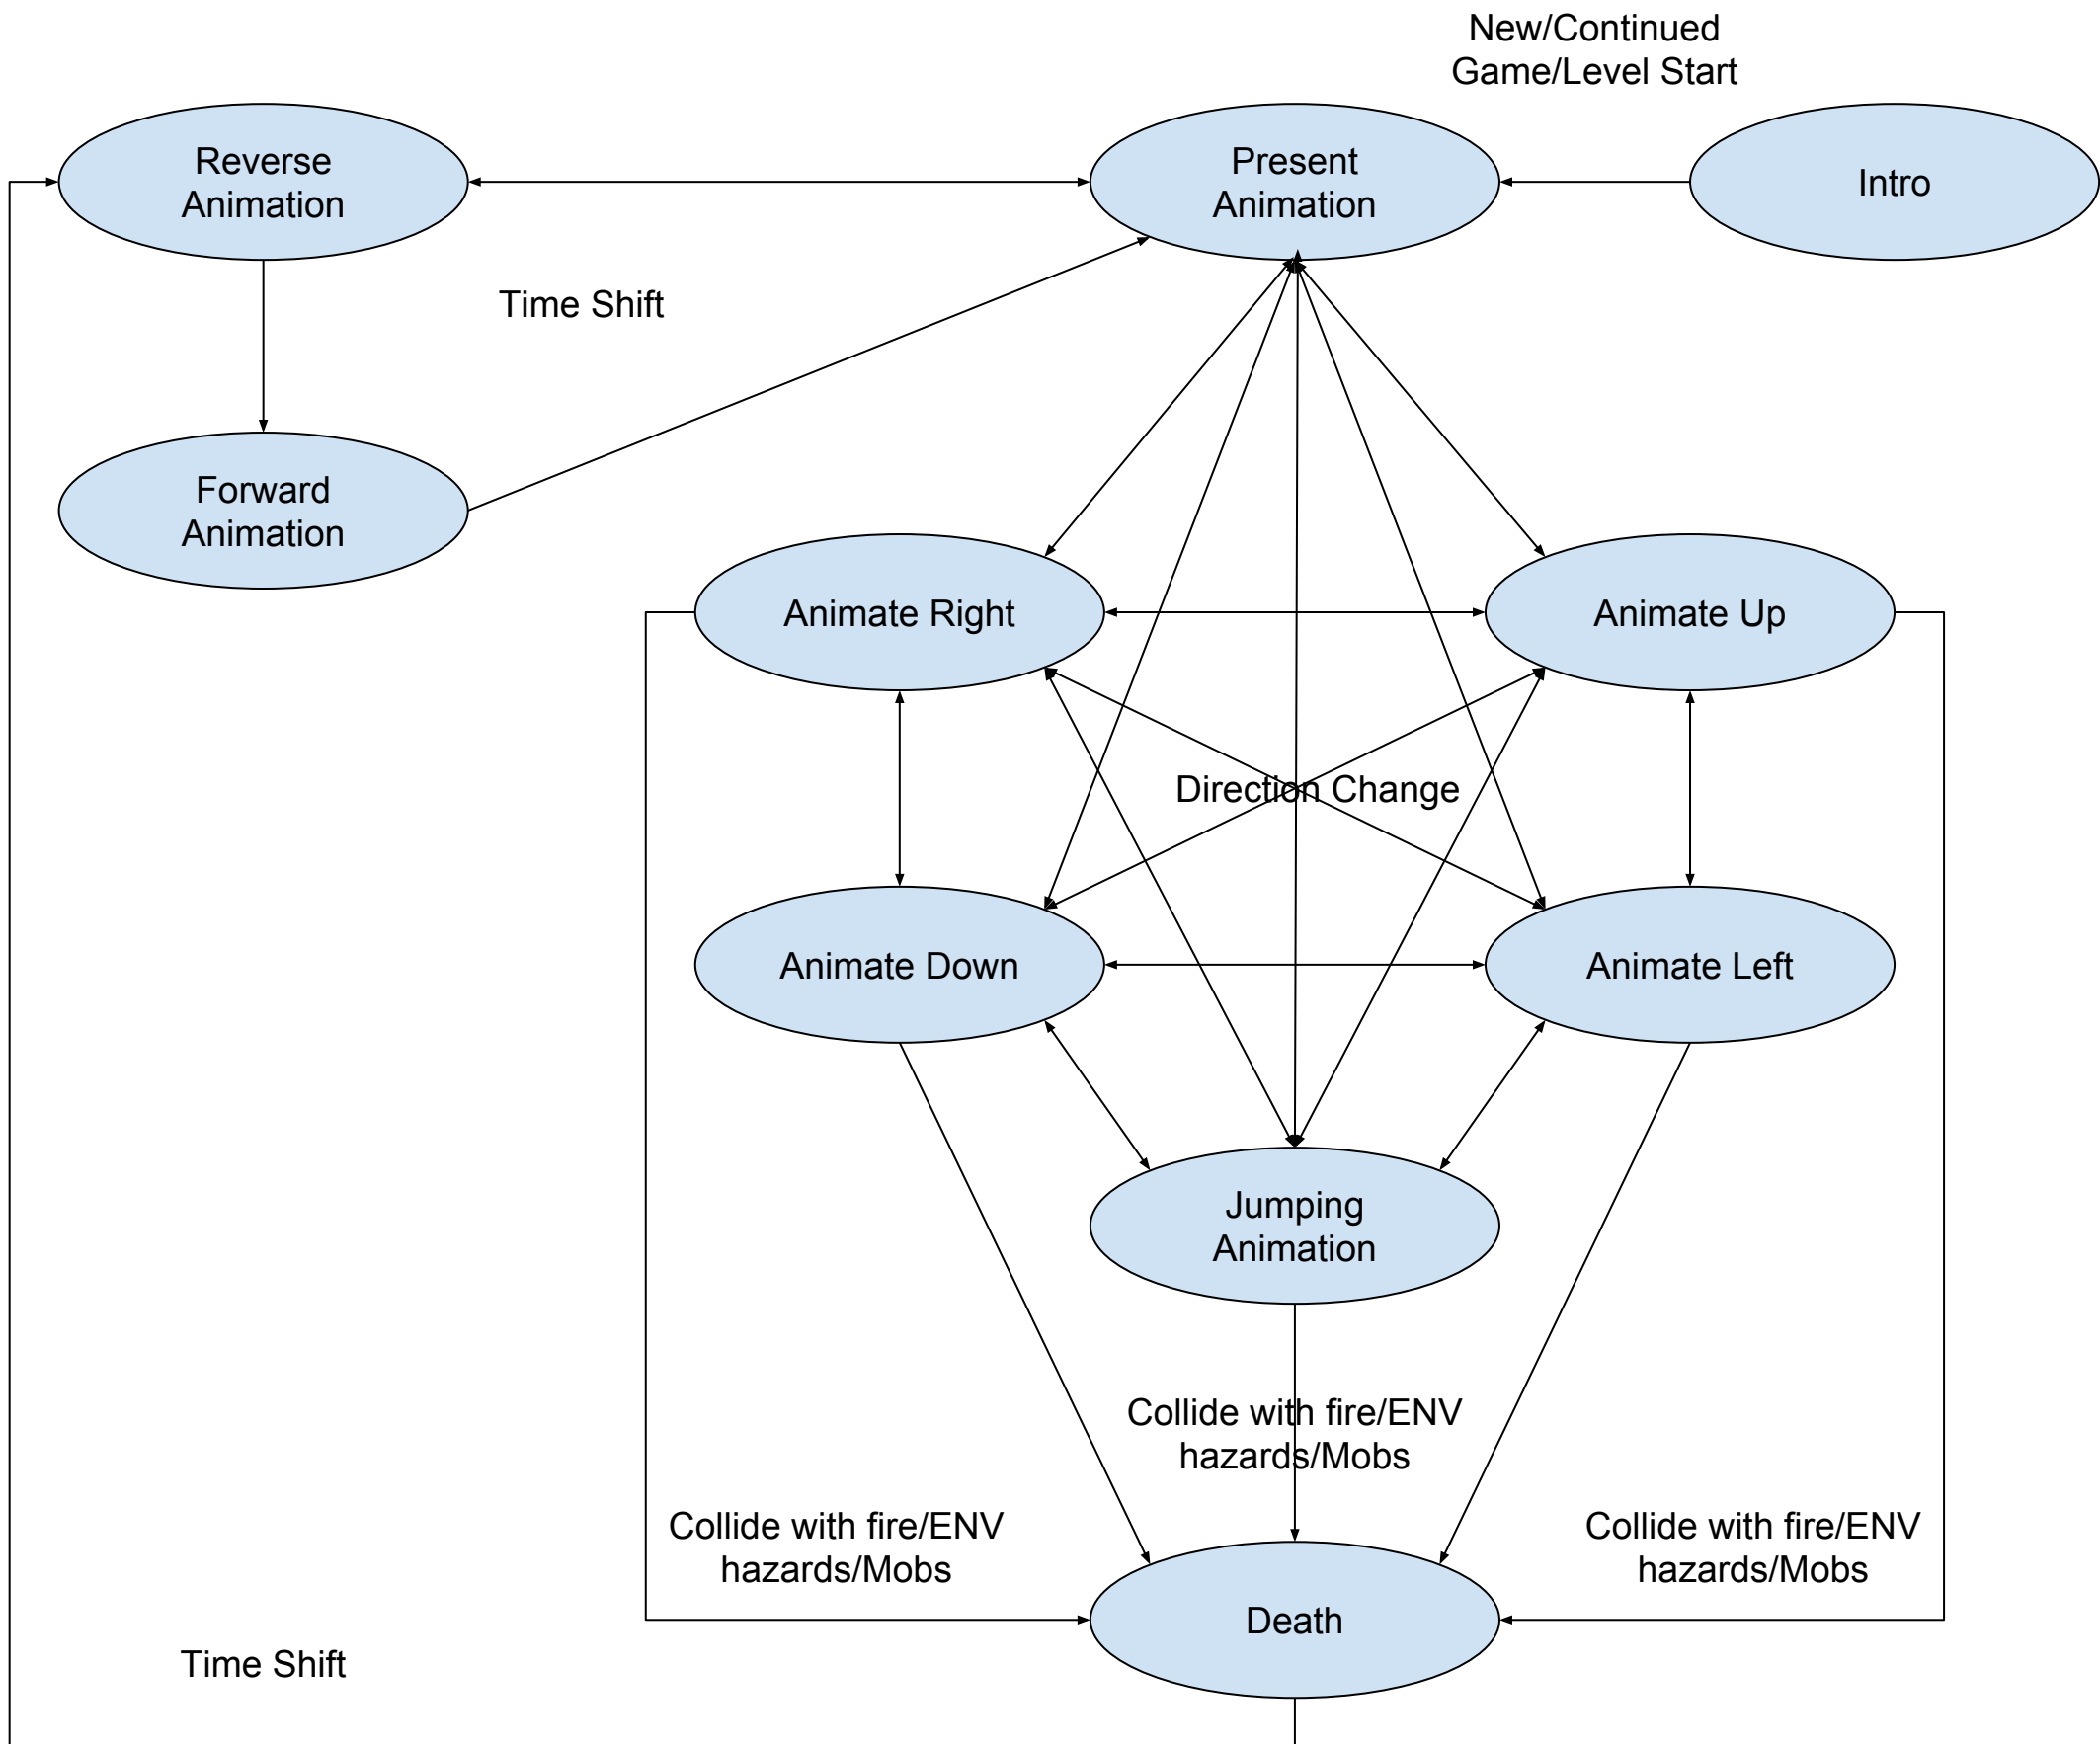 New/Continued
Game/Level Start
Reverse
Animation
Present
Animation
Intro
Time Shift
Forward
Animation
Animate Right
Animate Up
Direction Change
Animate Down
Animate Left
Jumping
Animation
Collide with fire/ENV
hazards/Mobs
Collide with fire/ENV
hazards/Mobs
Collide with fire/ENV
hazards/Mobs
Death
Time Shift